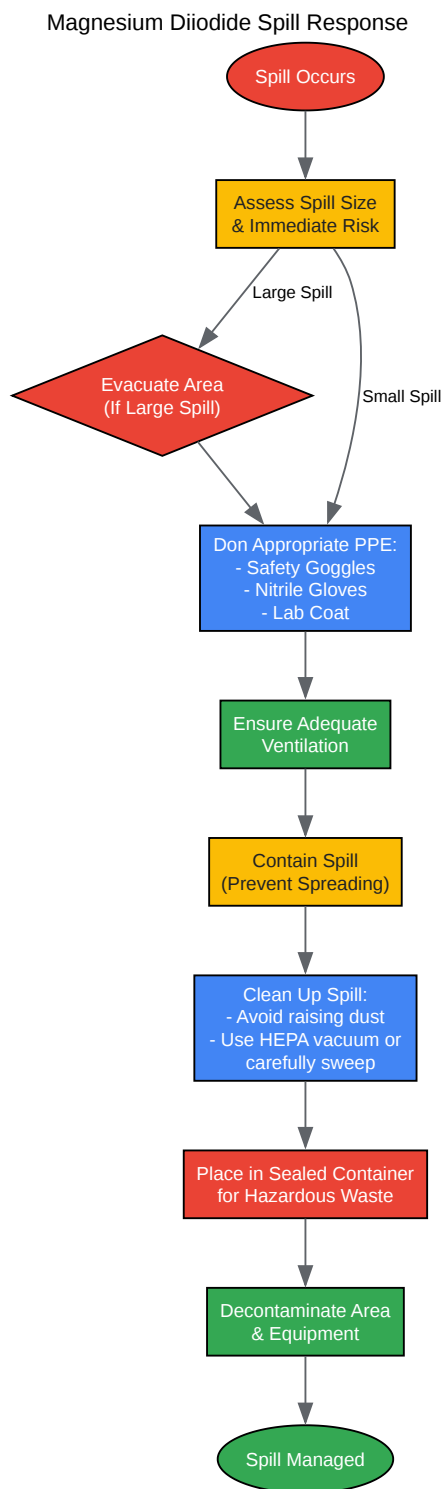 Magnesium Diiodide Spill Response
Spill Occurs
Assess Spill Size
& Immediate Risk
Large Spill
Evacuate Area
(If Large Spill)
Small Spill
Don Appropriate PPE:
- Safety Goggles
- Nitrile Gloves
- Lab Coat
Ensure Adequate
Ventilation
Contain Spill
(Prevent Spreading)
Clean Up Spill:
- Avoid raising dust
- Use HEPA vacuum or
carefully sweep
Place in Sealed Container
for Hazardous Waste
Decontaminate Area
& Equipment
Spill Managed